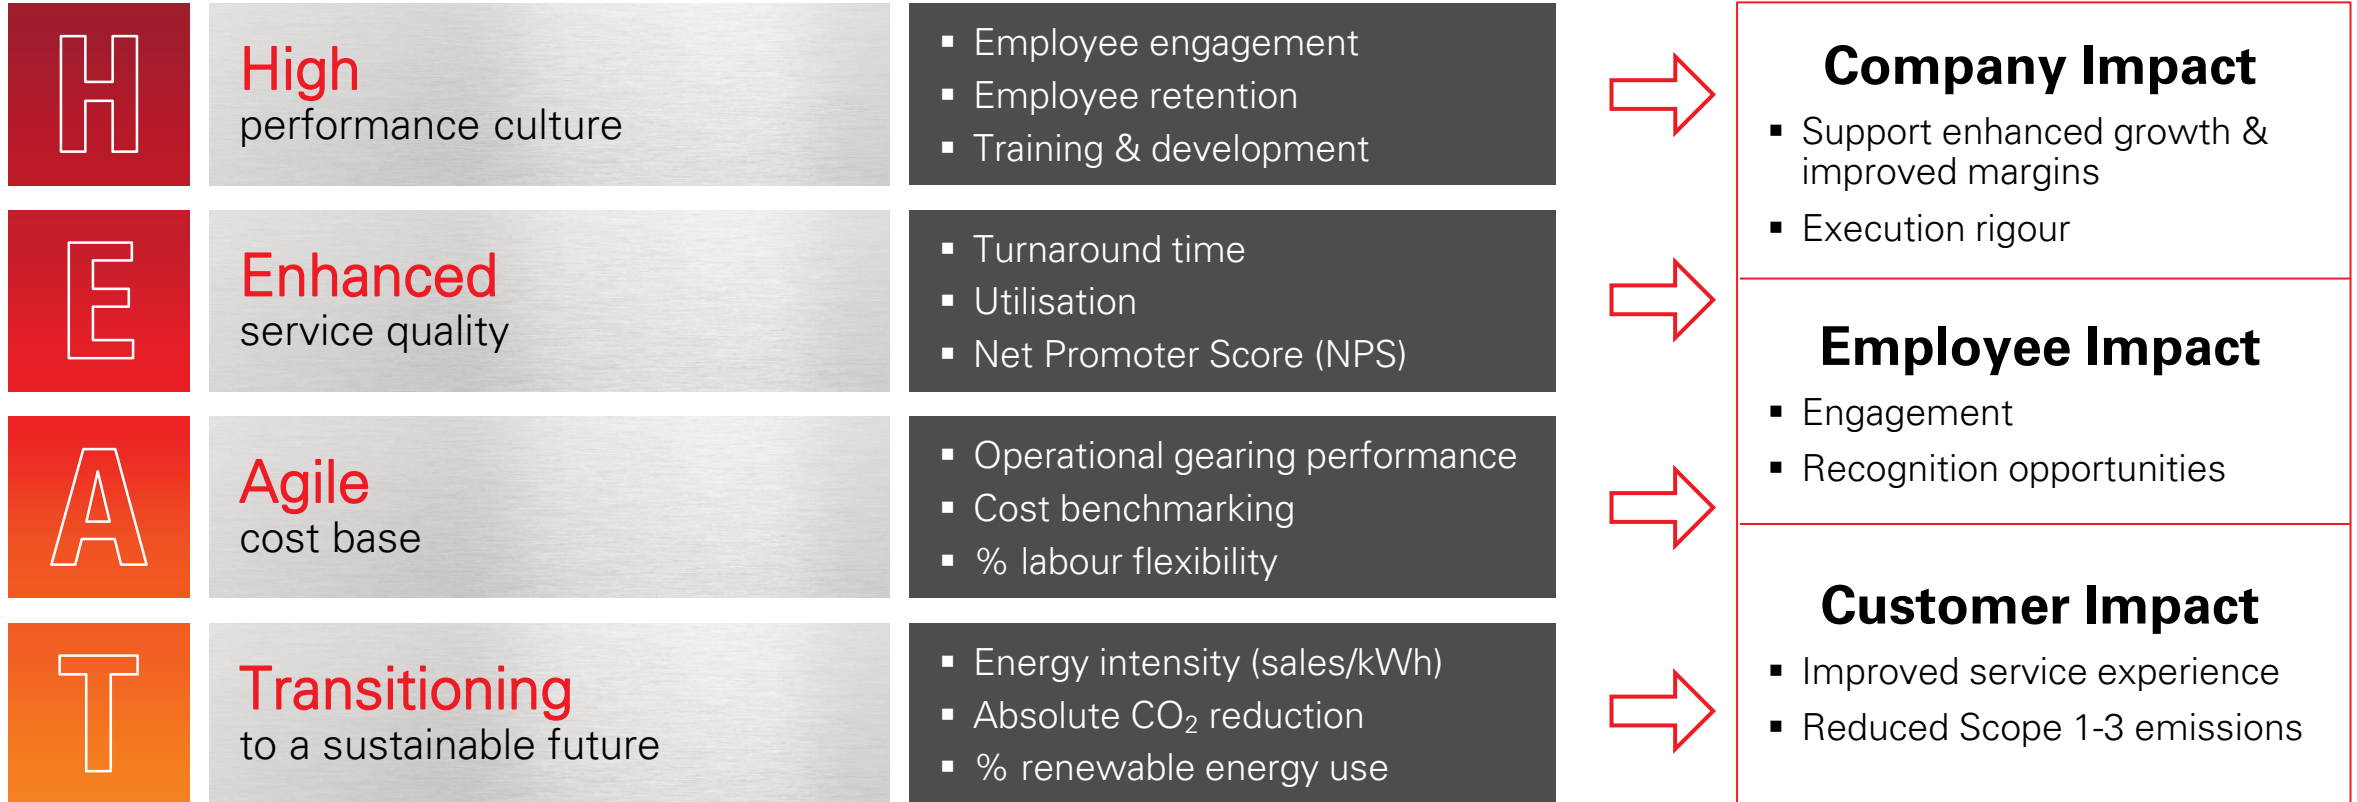 H
High
performance culture
▪ Employee engagement
▪ Employee retention
▪ Training & development
E
Enhanced
service quality
▪ Turnaround time
▪ Utilisation
▪ Net Promoter Score (NPS)
A
Agile
cost base
▪ Operational gearing performance
▪ Cost benchmarking
▪ % labour flexibility
T
Transitioning
to a sustainable future
▪ Energy intensity (sales/kWh)
▪ Absolute CO₂ reduction
▪ % renewable energy use
Company Impact
▪ Support enhanced growth &
improved margins
▪ Execution rigour
Employee Impact
▪ Engagement
▪ Recognition opportunities
Customer Impact
▪ Improved service experience
▪ Reduced Scope 1-3 emissions